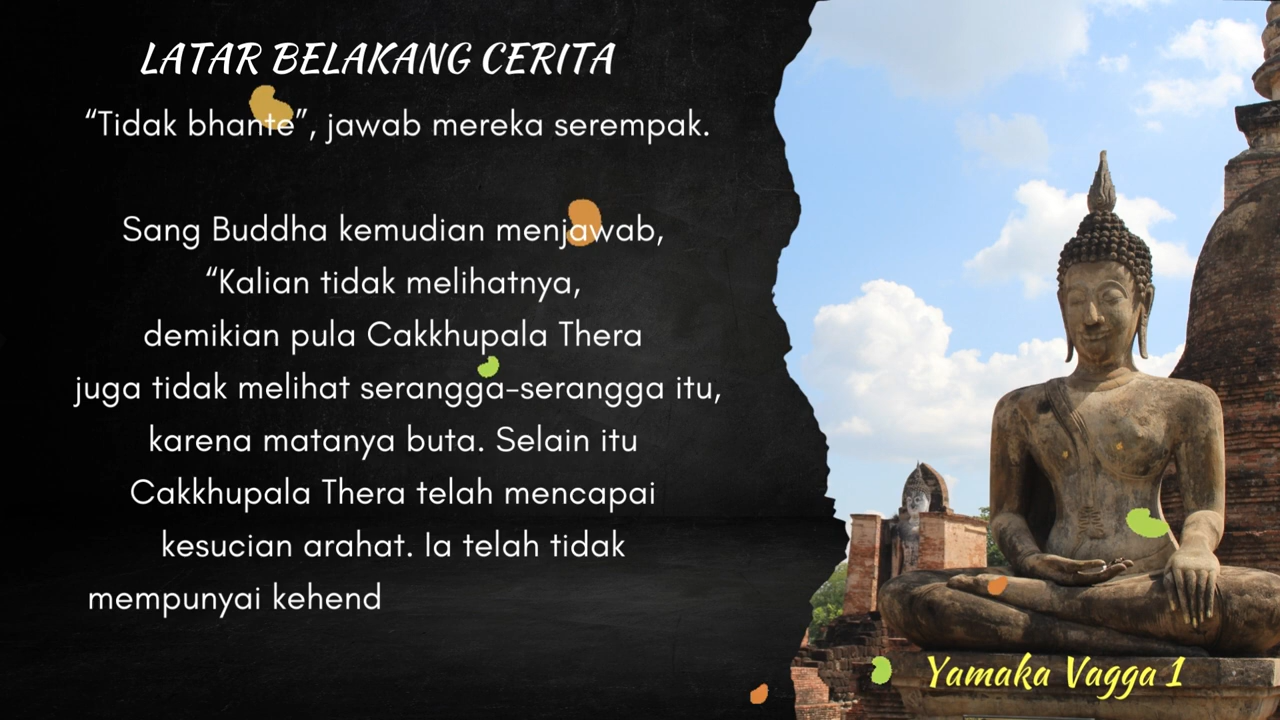 LATAR BELAKANG CERITA
“Tidak bhante”, jawab mereka serempak.
Sang Buddha kemudian menjawab,
“Kalian tidak melihatnya,
demikian pula Cakkhupala Thera
juga tidak melihat serangga-serangga itu,
karena matanya buta. Selain itu
Cakkhupala Thera telah mencapai
kesucian arahat. Ia telah tidak
mempunyai kehend
Yamaka Vagga 1